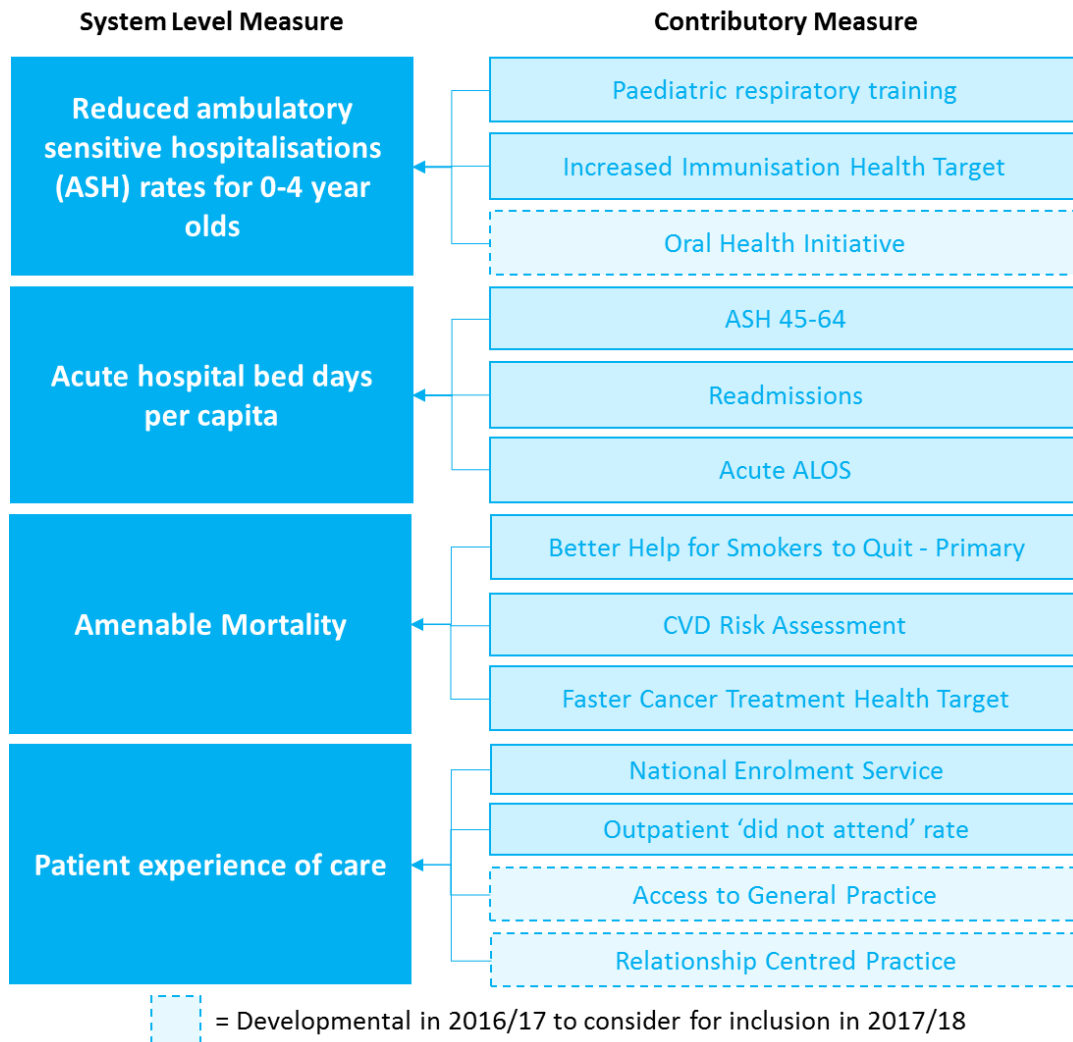 System Level Measure
Contributory Measure
Reduced ambulatory
sensitive hospitalisations
(ASH) rates for 0-4 year
olds
Paediatric respiratory training
Increased Immunisation Health Target
Oral Health Initiative
Acute hospital bed days
per capita
ASH 45-64
Readmissions
Acute ALOS
Amenable Mortality
Better Help for Smokers to Quit - Primary
CVD Risk Assessment
Faster Cancer Treatment Health Target
Patient experience of care
National Enrolment Service
Outpatient ‘did not attend’ rate
Access to General Practice
Relationship Centred Practice
= Developmental in 2016/17 to consider for inclusion in 2017/18